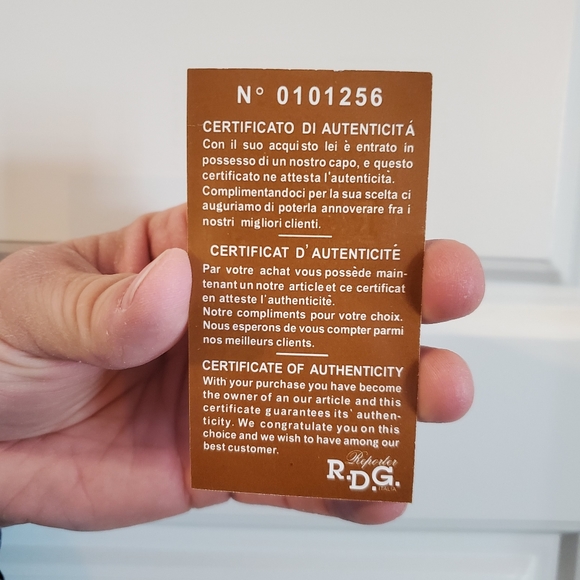 N° 0101256
CERTIFICATO DI AUTENTICITÁ
Con il suo acquisto lei è entrato in
possesso di un nostro capo, e questo
certificato ne attesta l'autenticità.
Complimentandoci per la sua scelta ci
auguriamo di poterla annoverare fra i
nostri migliori clienti.
CERTIFICAT D'AUTENTICITÉ
Par votre achat vous possède main-
tenant un notre article et ce certificat
en atteste l'authenticité.
Notre compliments pour votre choix.
Nous esperons de vous compter parmi
nos meilleurs clients.
CERTIFICATE OF AUTHENTICITY
With your purchase you have become
the owner of an our article and this
certificate guarantees its' authen-
ticity. We congratulate you on this
choice and we wish to have among our
best customer.
Reporter
R.D.G.
ITALIA